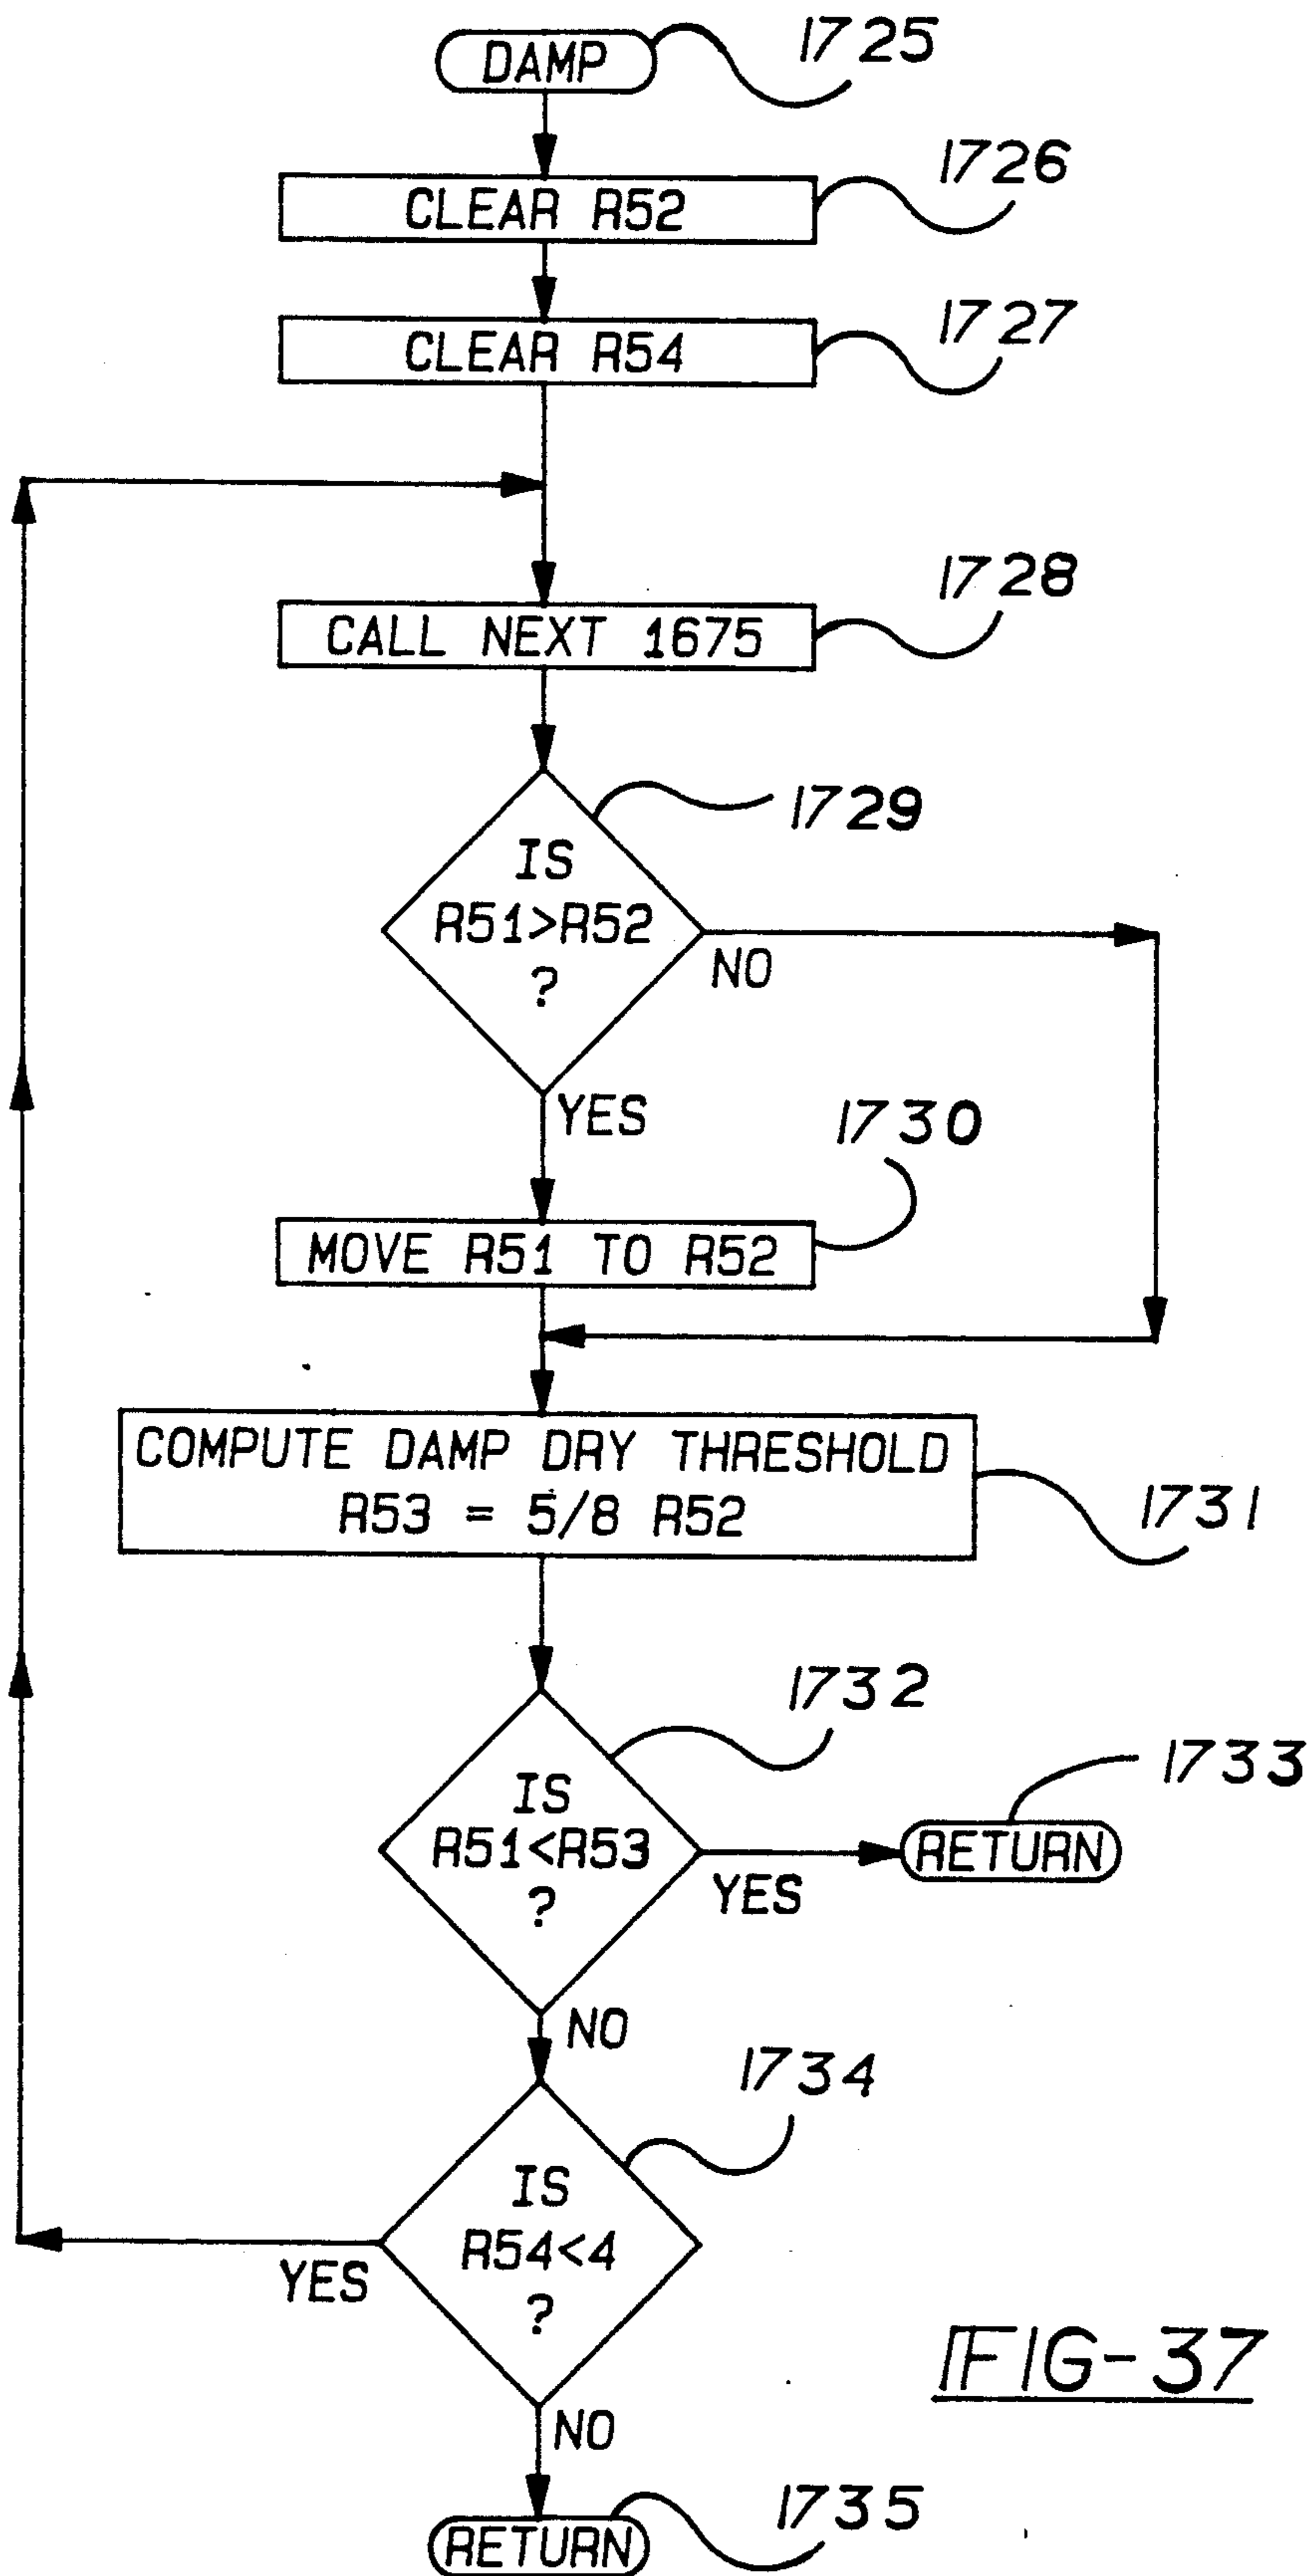 DAMP
1725
CLEAR R52
1726
CLEAR R54
1727
CALL NEXT 1675
1728
IS
R51>R52
?
1729
NO
YES
MOVE R51 TO R52
1730
COMPUTE DAMP DRY THRESHOLD
R53 = 5/8 R52
1731
IS
R51<R53
?
1732
YES
RETURN
1733
NO
IS
R54<4
?
1734
YES
NO
RETURN
1735
FIG-37